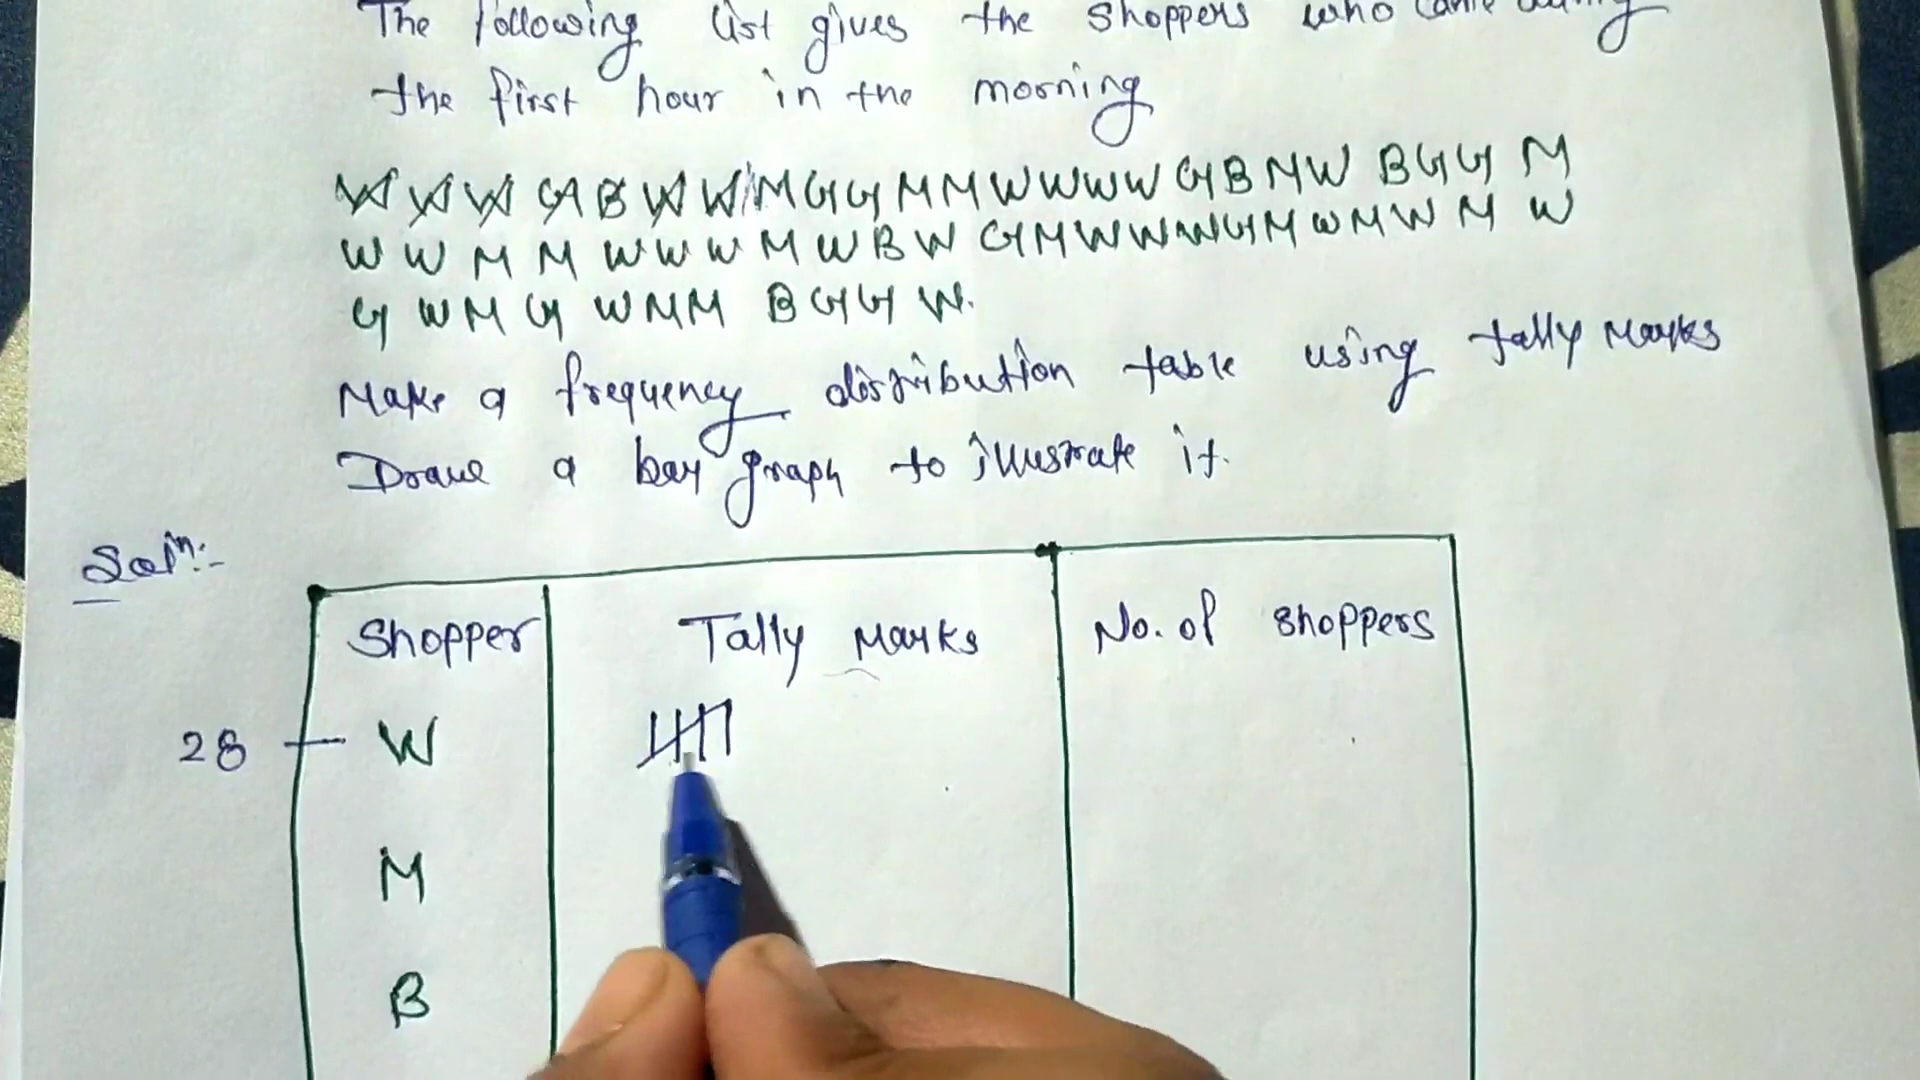 The following list gives the shoppers who came during
the first hour in the morning
W W W G B W W M G G M M W W W W G B M W B G G M
W W M M W W W M W B W G M W W W W G M W M W M W
G W M G W M M B G G W.
Make a frequency distribution table using tally Marks
Draw a bar graph to illustrate it.
Soln:-
Shopper Tally Marks No. of shoppers
28 — W
M
B